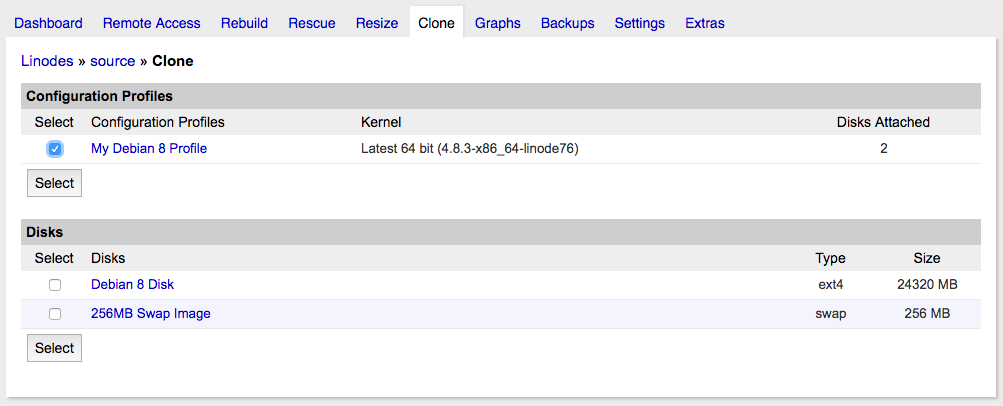 Dashboard Remote Access Rebuild Rescue Resize Clone Graphs Backups Settings Extras
Linodes » source » Clone
Configuration Profiles
Select Configuration Profiles Kernel Disks Attached
My Debian 8 Profile Latest 64 bit (4.8.3-x86_64-linode76) 2
Select
Disks
Select Disks Type Size
Debian 8 Disk ext4 24320 MB
256MB Swap Image swap 256 MB
Select